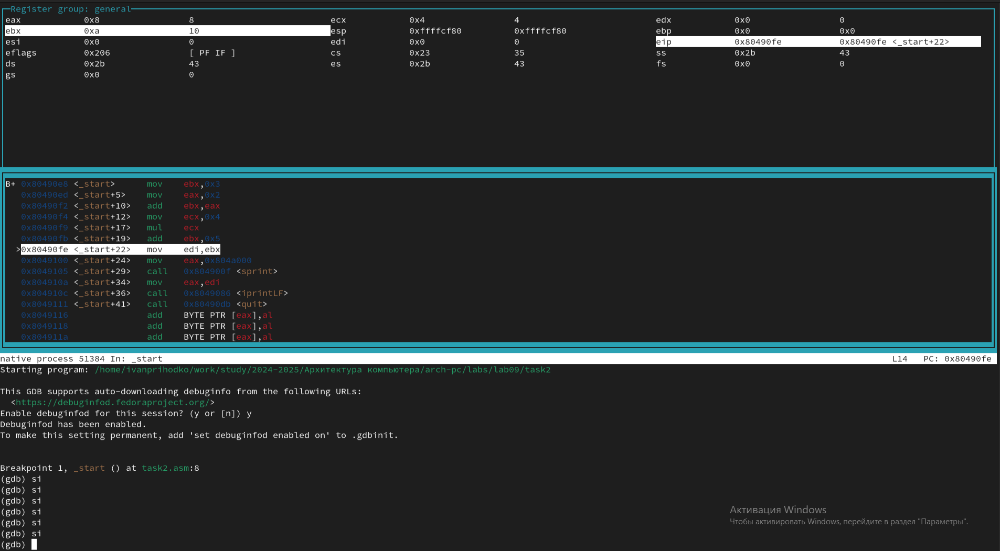 Register group: general
eax 0x8 8 ecx 0x4 4 edx 0x0 0
ebx 0xa 10 esp 0xffffcf80 0xffffcf80 ebp 0x0 0x0
esi 0x0 0 edi 0x0 0 eip 0x80490fe 0x80490fe <_start+22>
eflags 0x206 [ PF IF ] cs 0x23 35 ss 0x2b 43
ds 0x2b 43 es 0x2b 43 fs 0x0 0
gs 0x0 0
B+ 0x80490e8 <_start> mov ebx,0x3
0x80490ed <_start+5> mov eax,0x2
0x80490f2 <_start+10> add ebx,eax
0x80490f4 <_start+12> mov ecx,0x4
0x80490f9 <_start+17> mul ecx
0x80490fb <_start+19> add ebx,0x5
>0x80490fe <_start+22> mov edi,ebx
0x8049100 <_start+24> mov eax,0x804a000
0x8049105 <_start+29> call 0x804900f <sprint>
0x804910a <_start+34> mov eax,edi
0x804910c <_start+36> call 0x8049086 <iprintLF>
0x8049111 <_start+41> call 0x80490db <quit>
0x8049116 add BYTE PTR [eax],al
0x8049118 add BYTE PTR [eax],al
0x804911a add BYTE PTR [eax],al
native process 51384 In: _start L14 PC: 0x80490fe
Starting program: /home/ivanprihodko/work/study/2024-2025/Архитектура компьютера/arch-pc/labs/lab09/task2
This GDB supports auto-downloading debuginfo from the following URLs:
<https://debuginfod.fedoraproject.org/>
Enable debuginfod for this session? (y or [n]) y
Debuginfod has been enabled.
To make this setting permanent, add 'set debuginfod enabled on' to .gdbinit.
Breakpoint 1, _start () at task2.asm:8
(gdb) si
(gdb) si
(gdb) si
(gdb) si
(gdb) si
(gdb) si
(gdb)
Активация Windows
Чтобы активировать Windows, перейдите в раздел "Параметры".